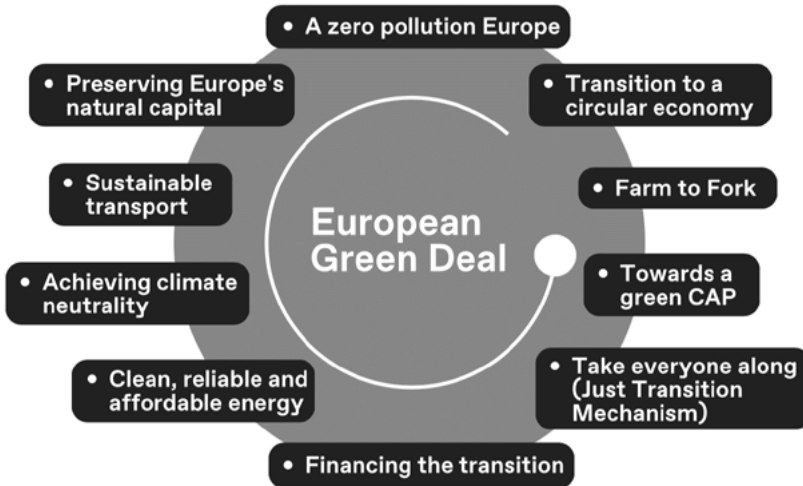 • A zero pollution Europe
• Preserving Europe's
natural capital
• Transition to a
circular economy
• Sustainable
transport
• Farm to Fork
European
Green Deal
• Achieving climate
neutrality
• Towards a
green CAP
• Clean, reliable and
affordable energy
• Take everyone along
(Just Transition
Mechanism)
• Financing the transition